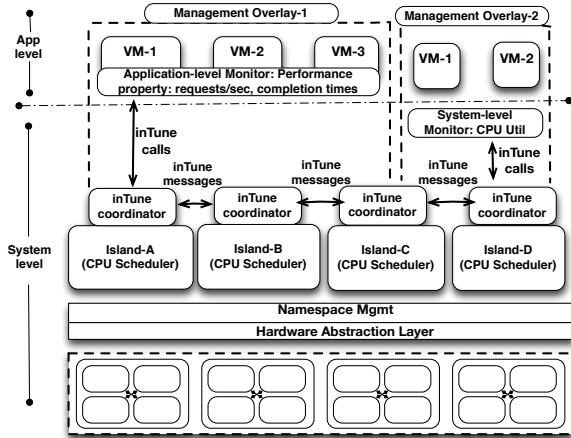 Management Overlay-1
Management Overlay-2
App
level
VM-1
VM-2
VM-3
VM-1
VM-2
Application-level Monitor: Performance
property: requests/sec, completion times
System-level
Monitor: CPU Util
inTune
calls
inTune
calls
inTune
messages
inTune
messages
inTune
messages
inTune
coordinator
inTune
coordinator
inTune
coordinator
inTune
coordinator
System
level
Island-A
(CPU Scheduler)
Island-B
(CPU Scheduler)
Island-C
(CPU Scheduler)
Island-D
(CPU Scheduler)
Namespace Mgmt
Hardware Abstraction Layer